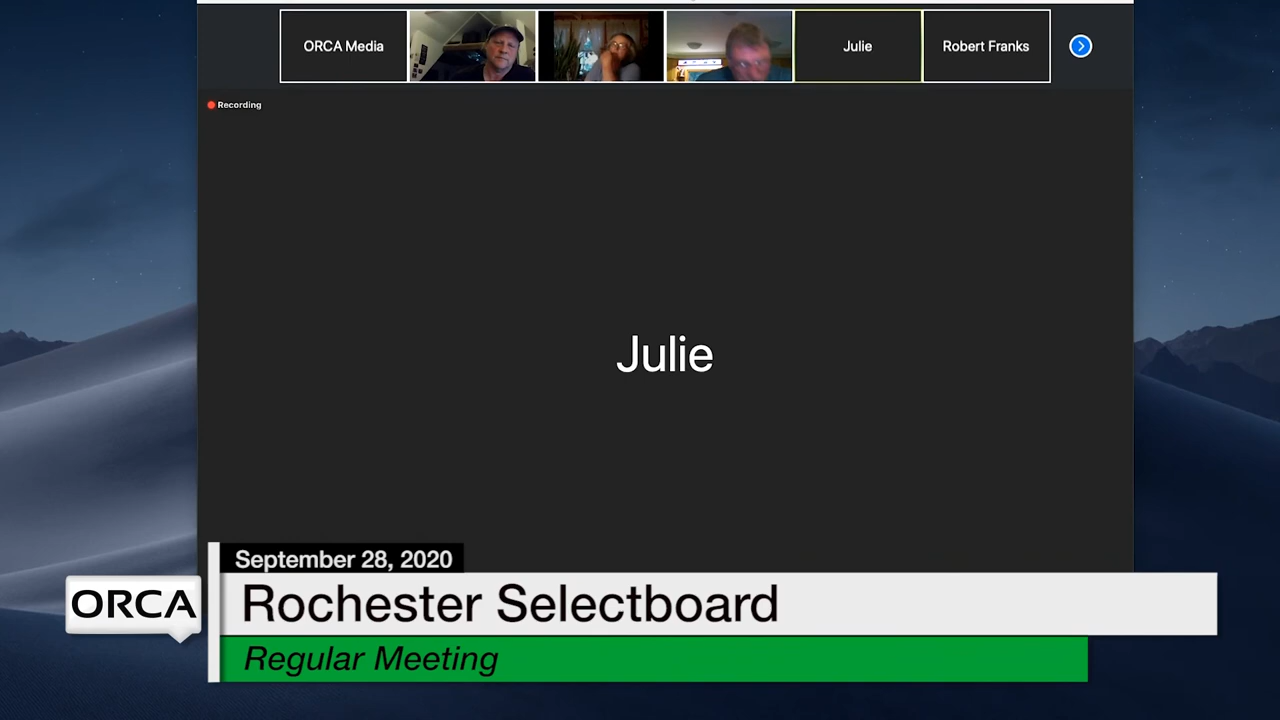 ORCA Media
Julie
Robert Franks
Recording
Julie
September 28, 2020
ORCA
Rochester Selectboard
Regular Meeting